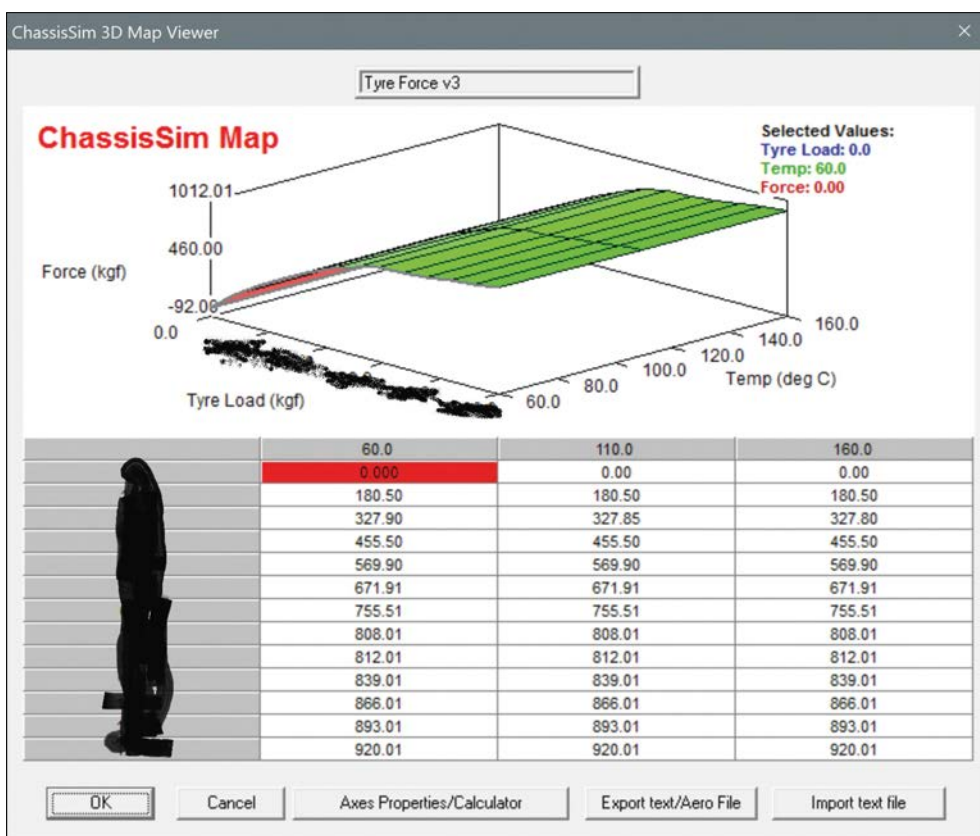 ChassisSim 3D Map Viewer
Tyre Force v3
ChassisSim Map
Selected Values:
Tyre Load: 0.0
Temp: 60.0
Force: 0.00
1012.01
460.00
Force (kgf)
-92.00
0.0
Tyre Load (kgf)
60.0
80.0
100.0
120.0
140.0
160.0
Temp (deg C)
60.0 110.0 160.0
0.000 0.00 0.00
180.50 180.50 180.50
327.90 327.85 327.80
455.50 455.50 455.50
569.90 569.90 569.90
671.91 671.91 671.91
755.51 755.51 755.51
808.01 808.01 808.01
812.01 812.01 812.01
839.01 839.01 839.01
866.01 866.01 866.01
893.01 893.01 893.01
920.01 920.01 920.01
OK Cancel Axes Properties/Calculator Export text/Aero File Import text file